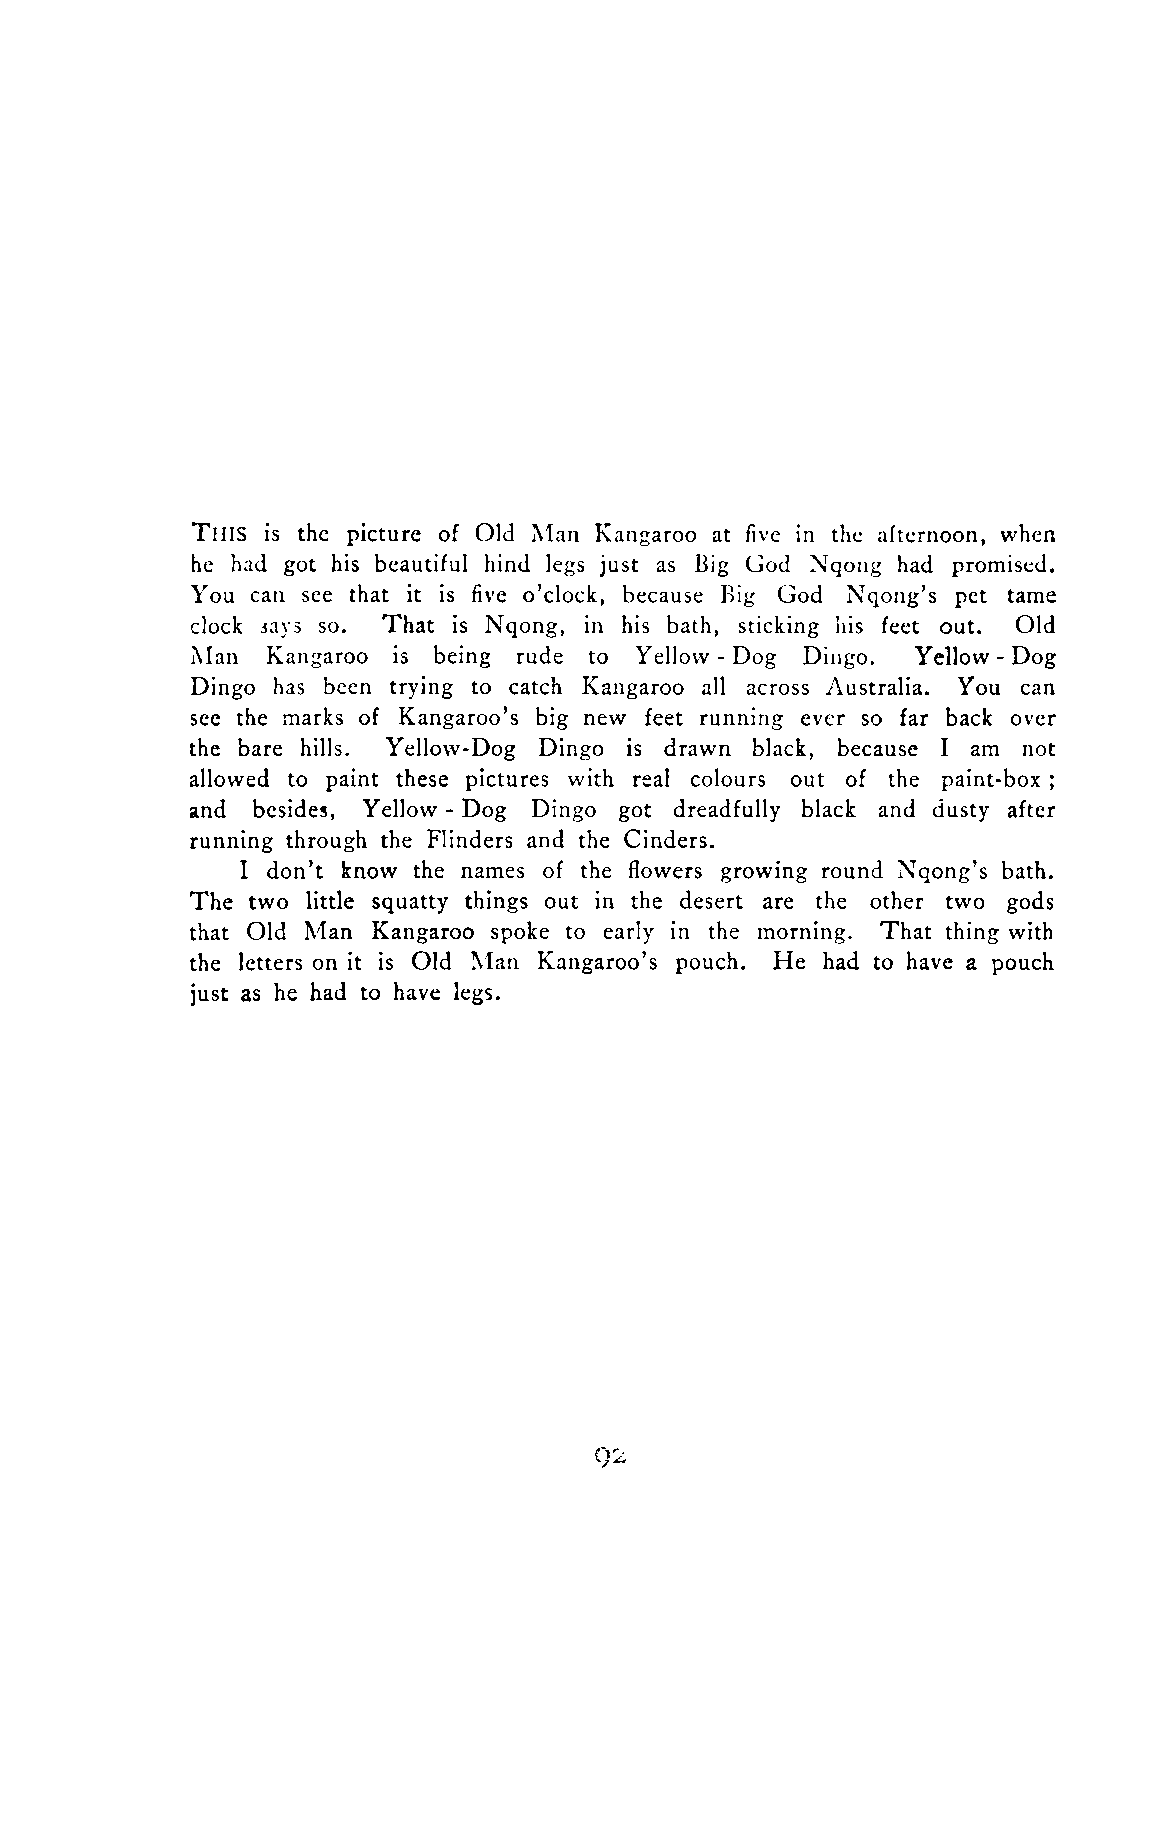 THIS is the picture of Old Man Kangaroo at five in the afternoon, when
he had got his beautiful hind legs just as Big God Nqong had promised.
You can see that it is five o'clock, because Big God Nqong's pet tame
clock says so. That is Nqong, in his bath, sticking his feet out. Old
Man Kangaroo is being rude to Yellow-Dog Dingo. Yellow-Dog
Dingo has been trying to catch Kangaroo all across Australia. You can
see the marks of Kangaroo's big new feet running ever so far back over
the bare hills. Yellow-Dog Dingo is drawn black, because I am not
allowed to paint these pictures with real colours out of the paint-box;
and besides, Yellow-Dog Dingo got dreadfully black and dusty after
running through the Flinders and the Cinders.
I don't know the names of the flowers growing round Nqong's bath.
The two little squatty things out in the desert are the other two gods
that Old Man Kangaroo spoke to early in the morning. That thing with
the letters on it is Old Man Kangaroo's pouch. He had to have a pouch
just as he had to have legs.
92